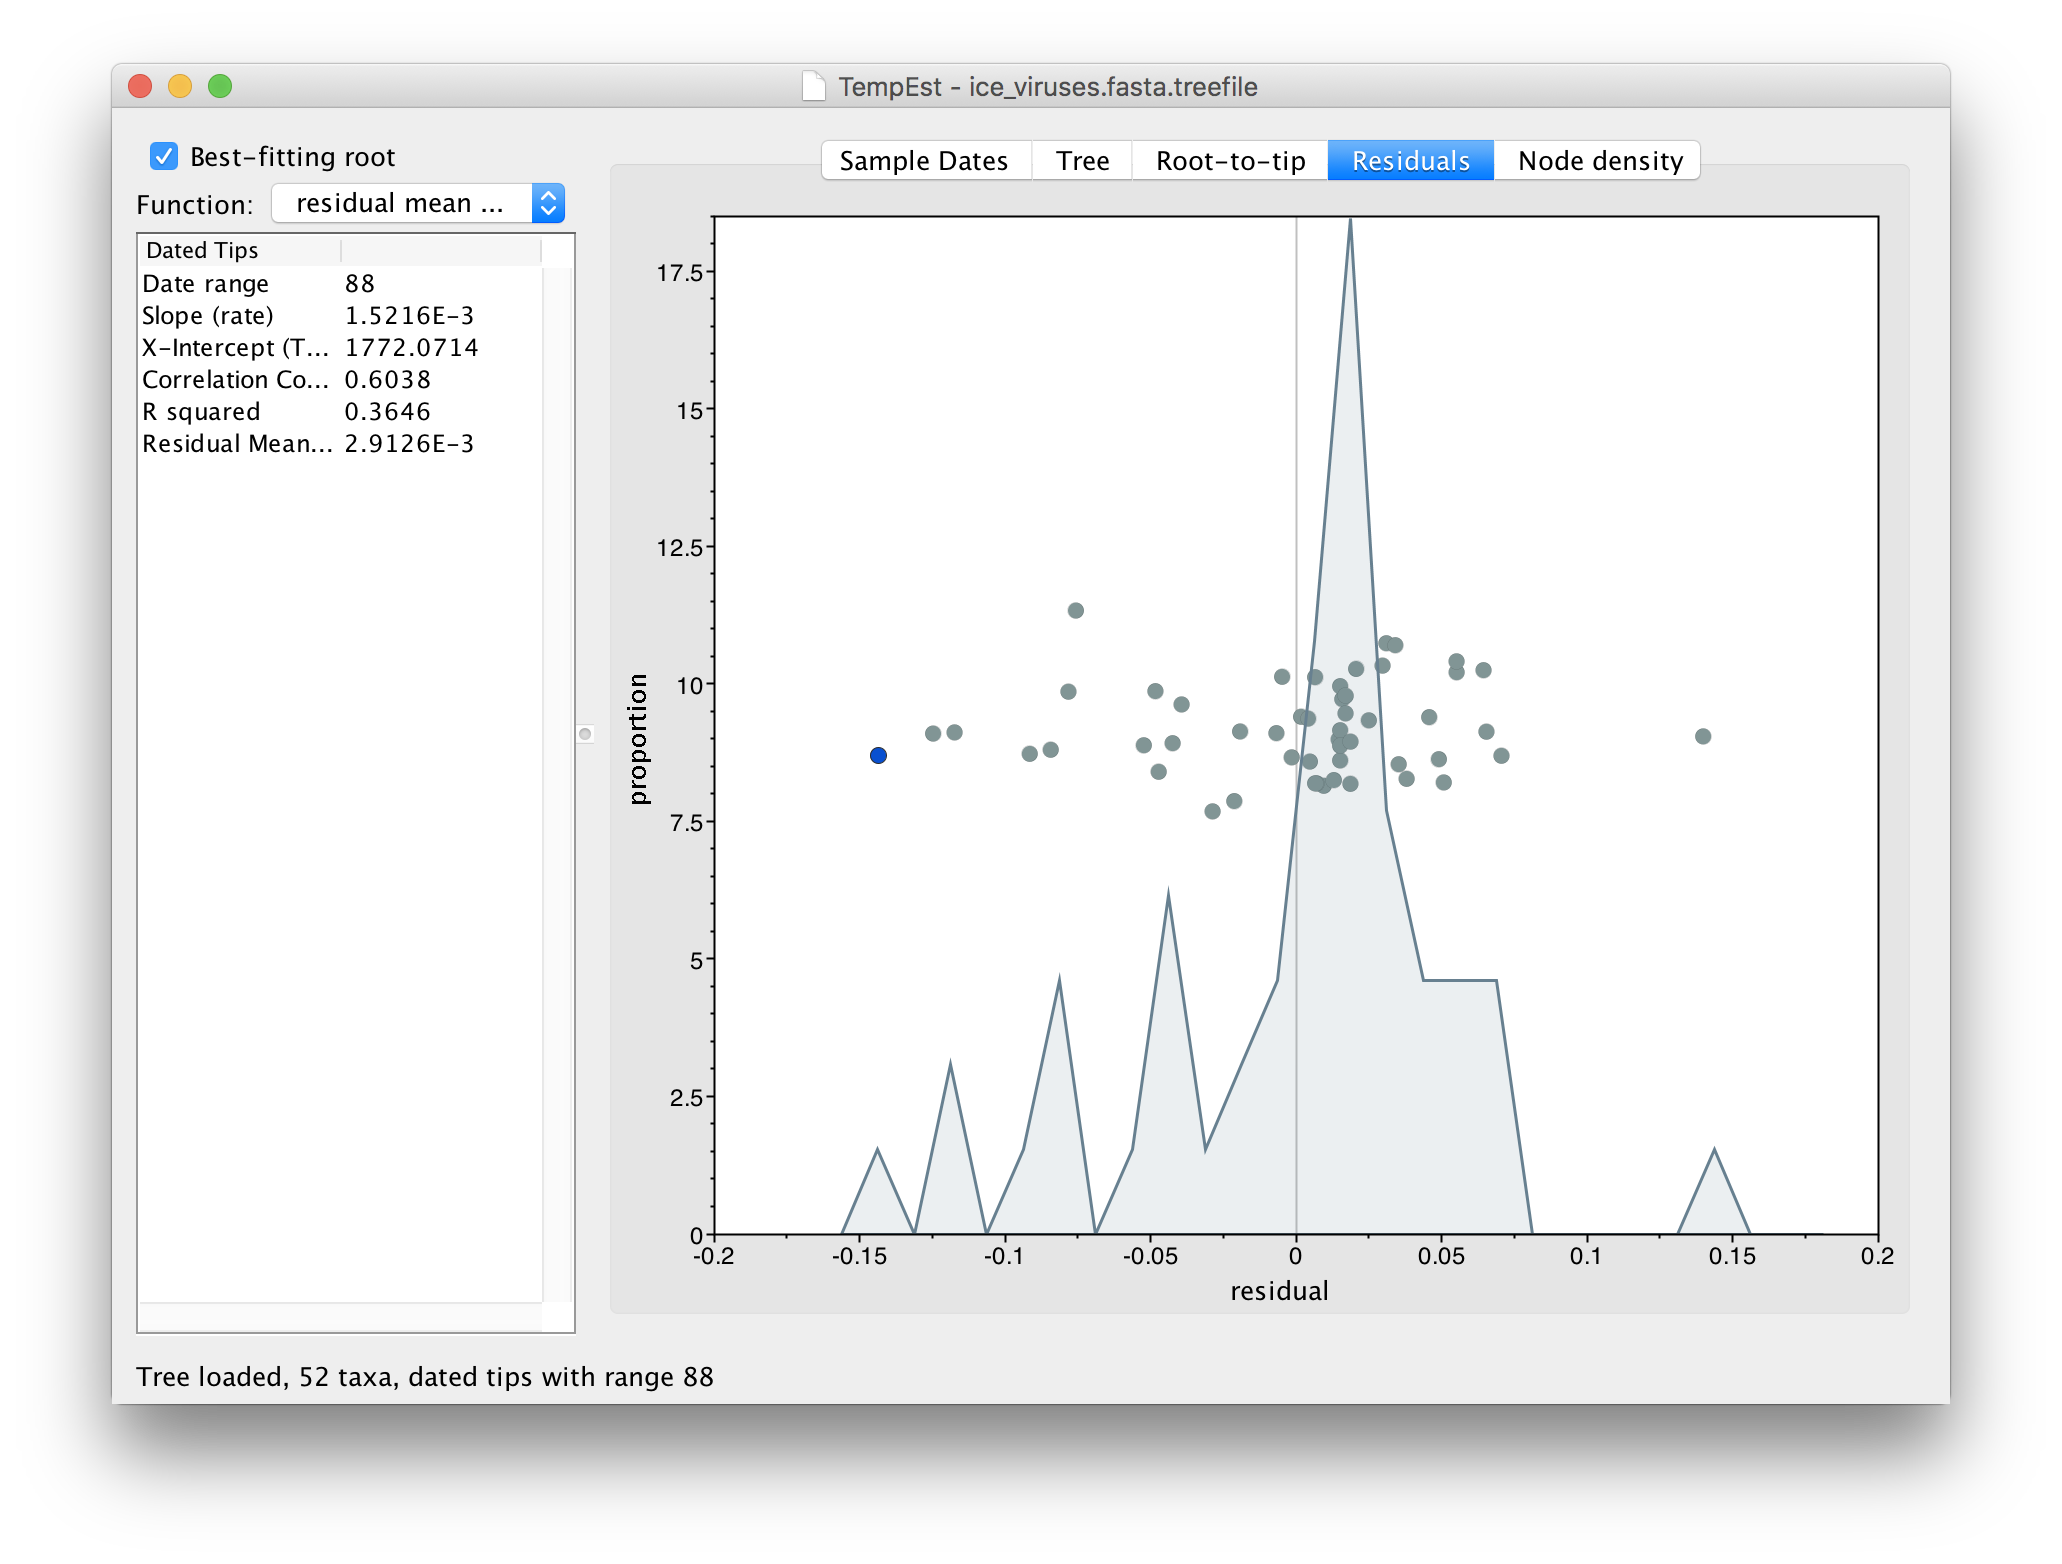 TempEst - ice_viruses.fasta.treefile
Best-fitting root
Function: residual mean ...
Dated Tips
Date range 88
Slope (rate) 1.5216E-3
X-Intercept (T... 1772.0714
Correlation Co... 0.6038
R squared 0.3646
Residual Mean... 2.9126E-3
Sample Dates Tree Root-to-tip Residuals Node density
17.5
15
12.5
10
7.5
5
2.5
0
proportion
-0.2 -0.15 -0.1 -0.05 0 0.05 0.1 0.15 0.2
residual
Tree loaded, 52 taxa, dated tips with range 88